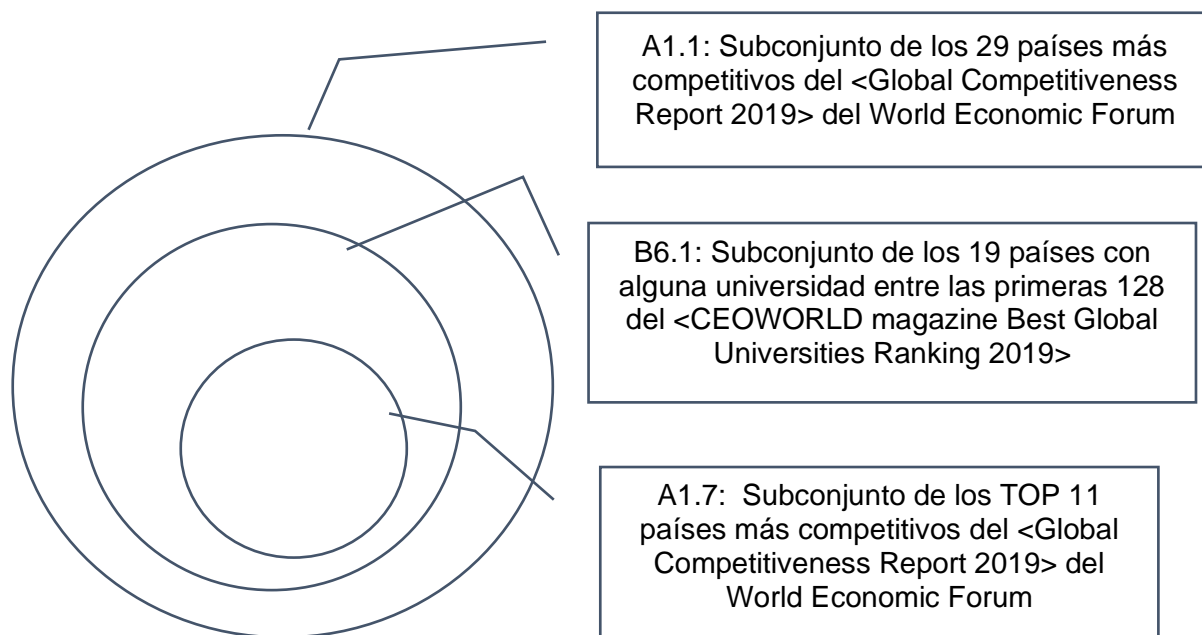 A1.1: Subconjunto de los 29 países más
competitivos del <Global Competitiveness
Report 2019> del World Economic Forum
B6.1: Subconjunto de los 19 países con
alguna universidad entre las primeras 128
del <CEOWORLD magazine Best Global
Universities Ranking 2019>
A1.7:  Subconjunto de los TOP 11
países más competitivos del <Global
Competitiveness Report 2019> del
World Economic Forum